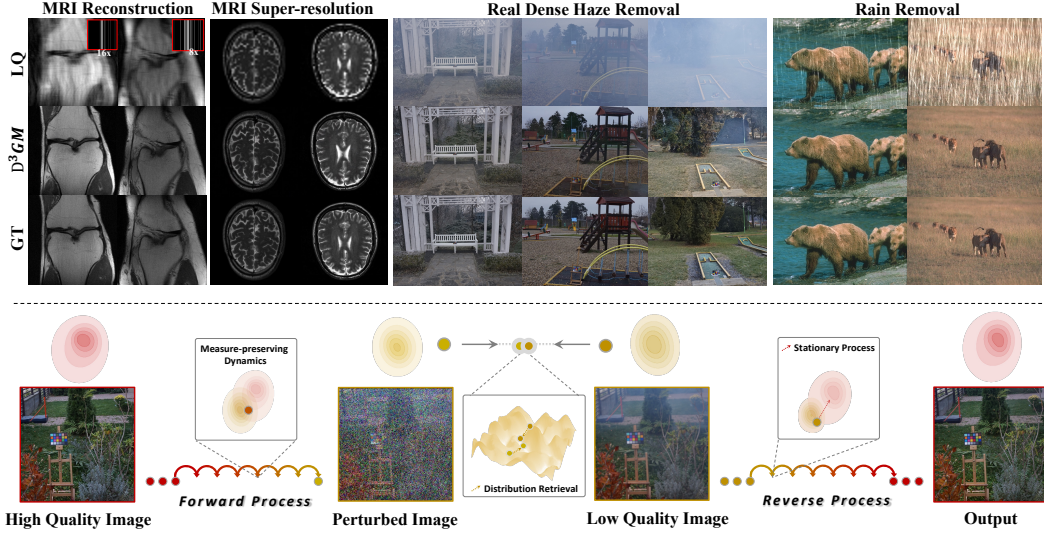 MRI Reconstruction
MRI Super-resolution
Real Dense Haze Removal
Rain Removal
LQ
16x
8x
D³GM
GT
Measure-preserving
Dynamics
Stationary Process
Distribution Retrieval
Forward Process
Reverse Process
High Quality Image
Perturbed Image
Low Quality Image
Output